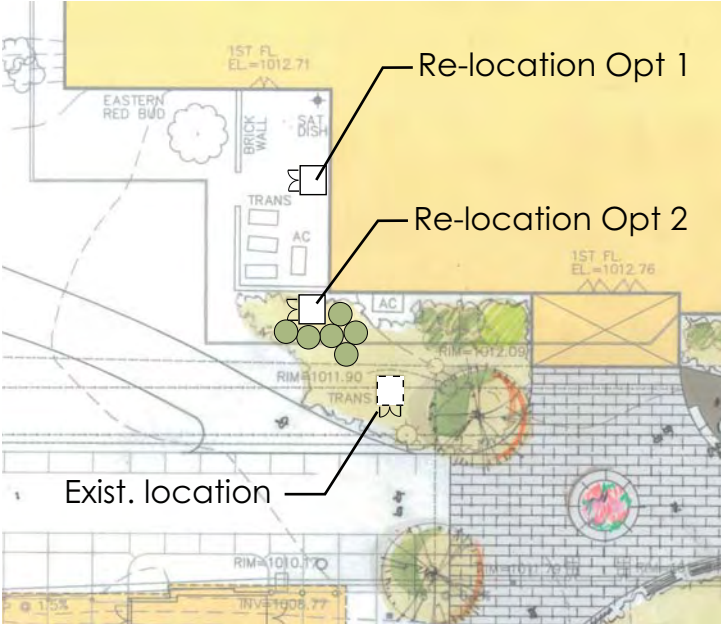 1ST FL.
EL.=1012.71
Re-location Opt 1
EASTERN
RED BUD
BRICK
WALL
SAT
DISH
TRANS
Re-location Opt 2
AC
1ST FL.
EL.=1012.76
AC
RIM=1012.09
RIM=1011.90
TRANS
Exist. location
RIM=1010.17
INV=1008.77
@ 1.5%